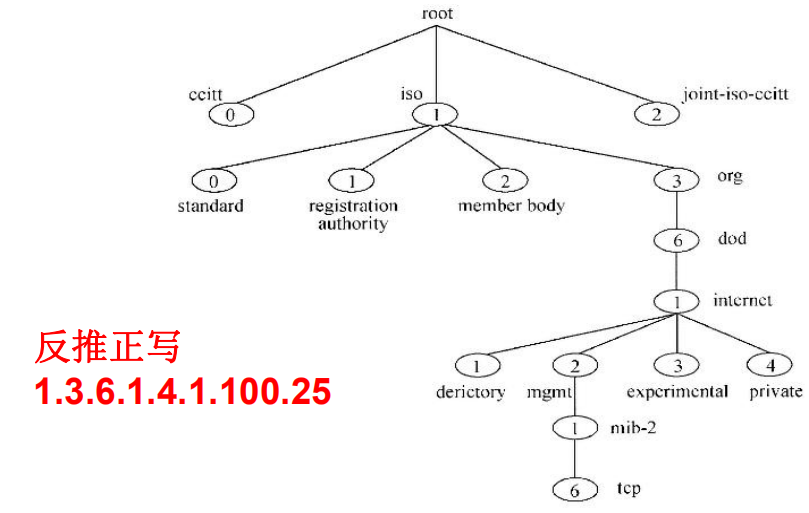 root
ccitt
iso
joint-iso-ccitt
0
1
2
0
1
2
3
org
standard
registration
authority
member body
6
dod
1
internet
反推正写
1.3.6.1.4.1.100.25
1
2
3
4
derictory
mgmt
experimental
private
1
mib-2
6
tcp